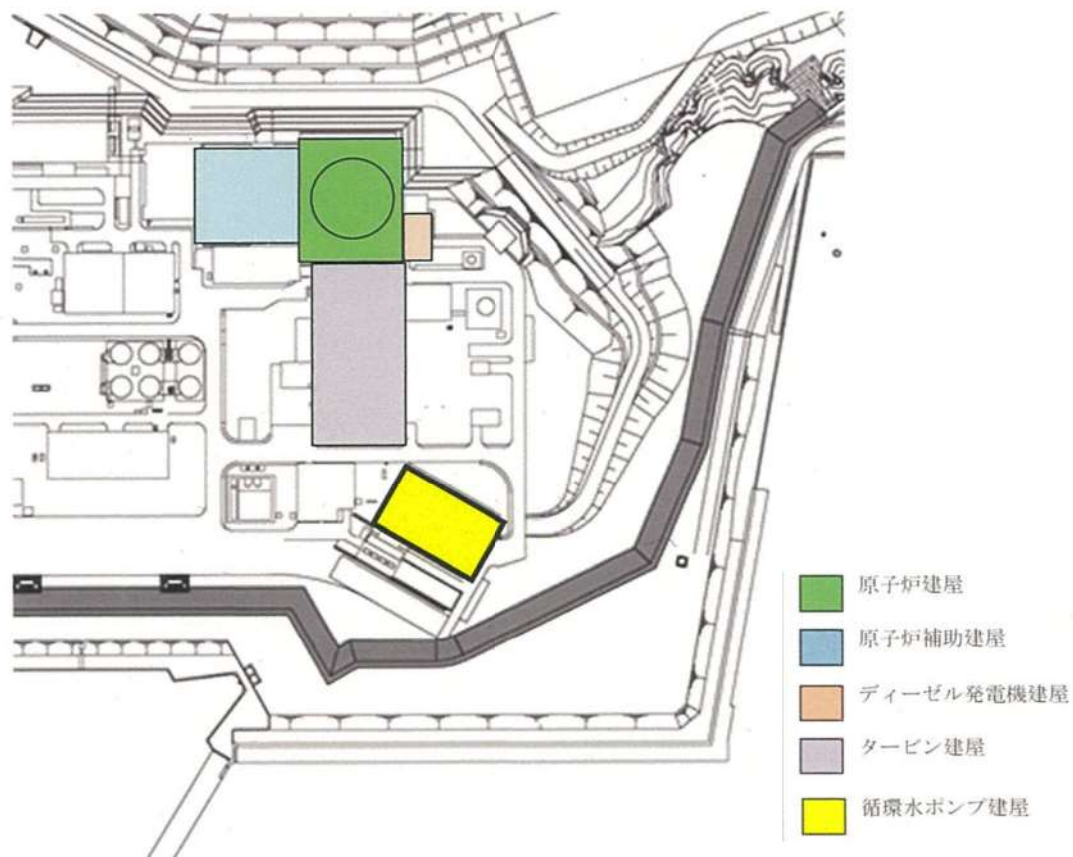 原子炉建屋
原子炉補助建屋
ディーゼル発電機建屋
タービン建屋
循環水ポンプ建屋